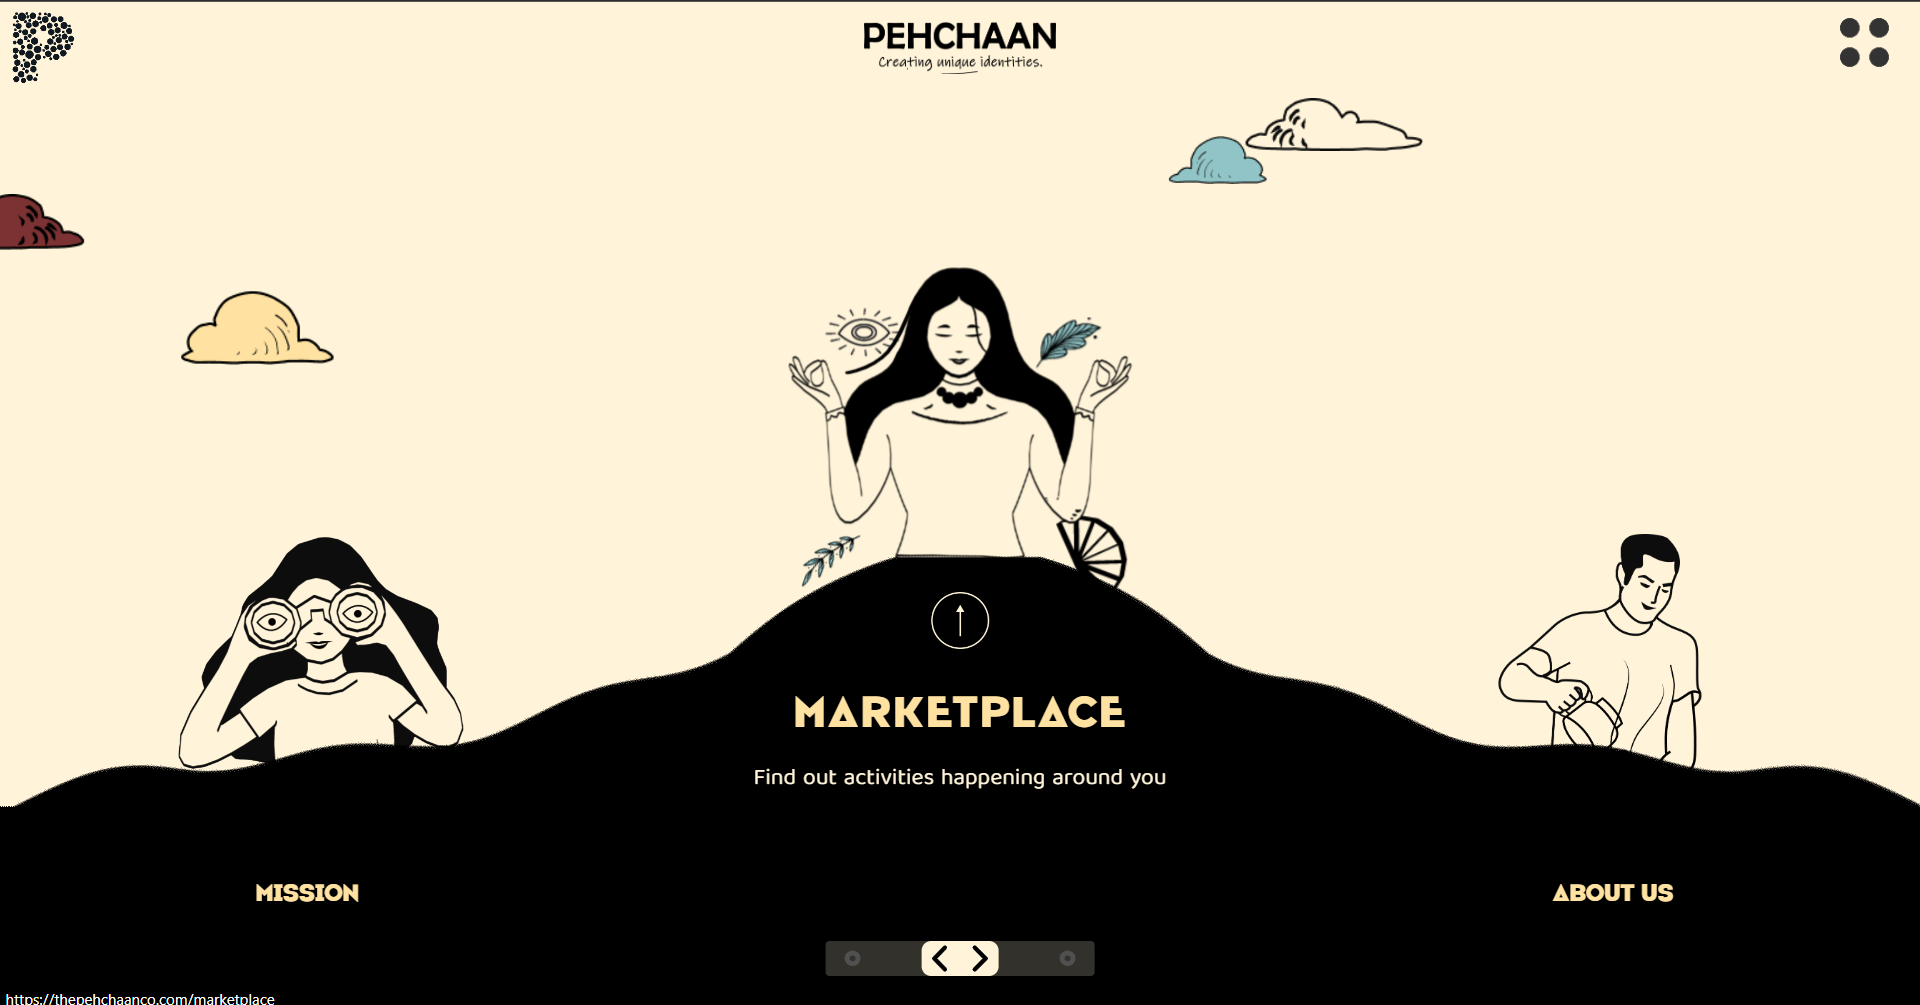 P
PEHCHAAN
Creating unique identities.
MARKETPLACE
Find out activities happening around you
MISSION
ABOUT US
https://thepehchaanco.com/marketplace